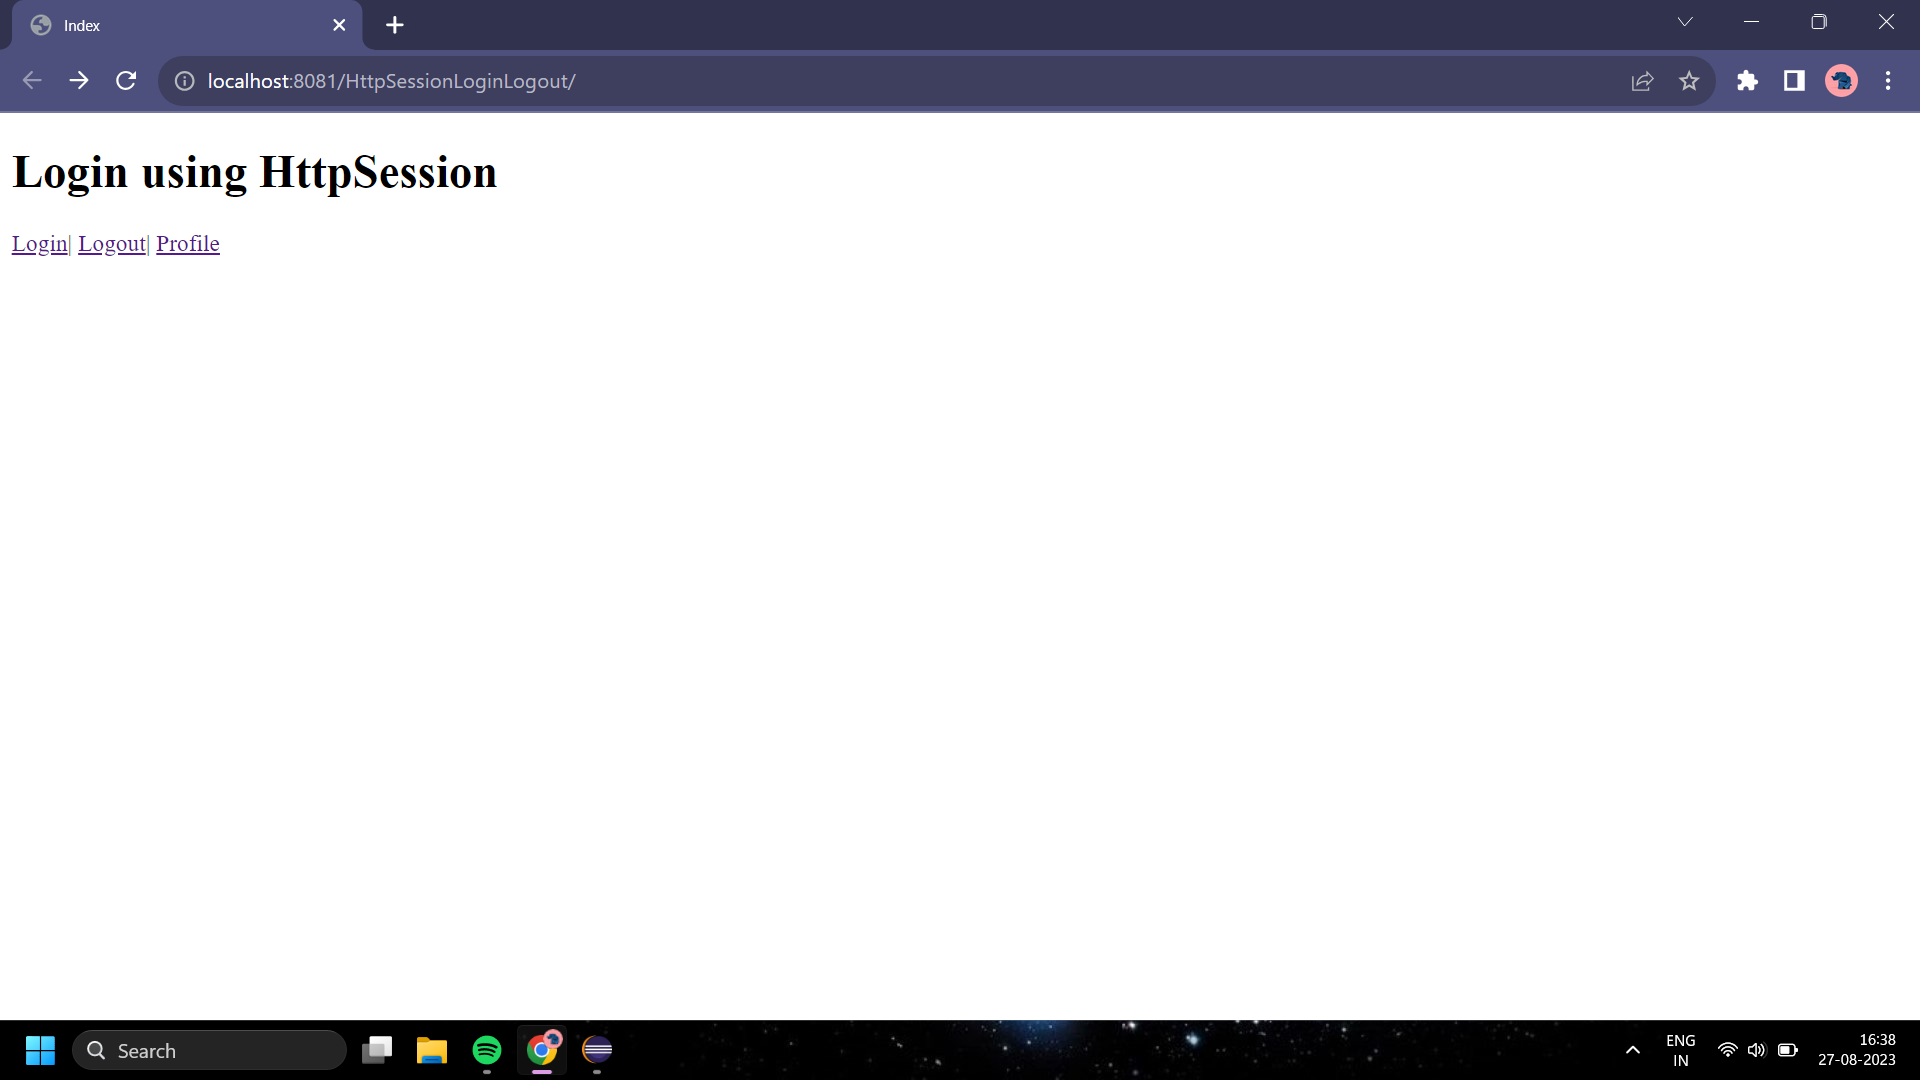 Index
localhost:8081/HttpSessionLoginLogout/
Login using HttpSession
Login| Logout| Profile
Search
ENG
IN
16:38
27-08-2023